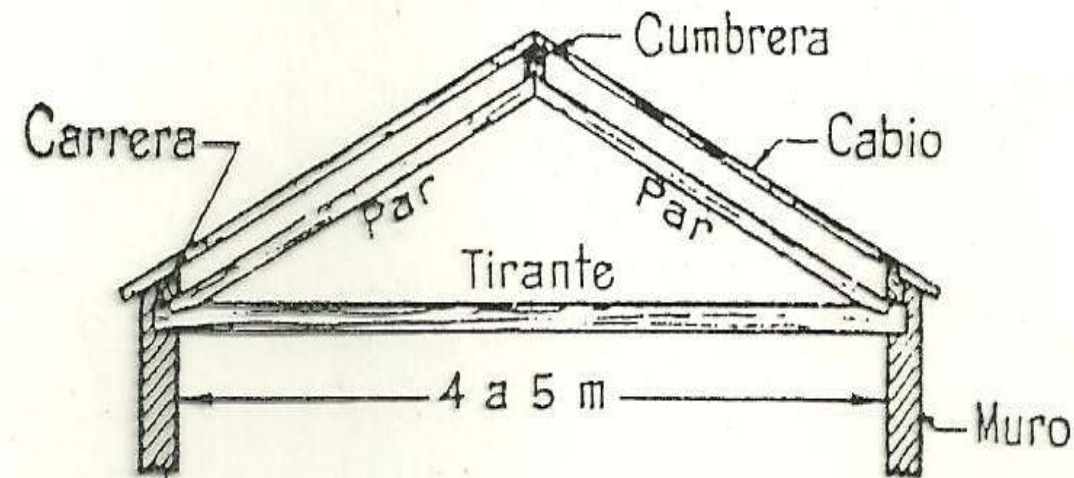 Cumbrera
Carrera
Cabio
Par
Par
Tirante
4 a 5 m
Muro